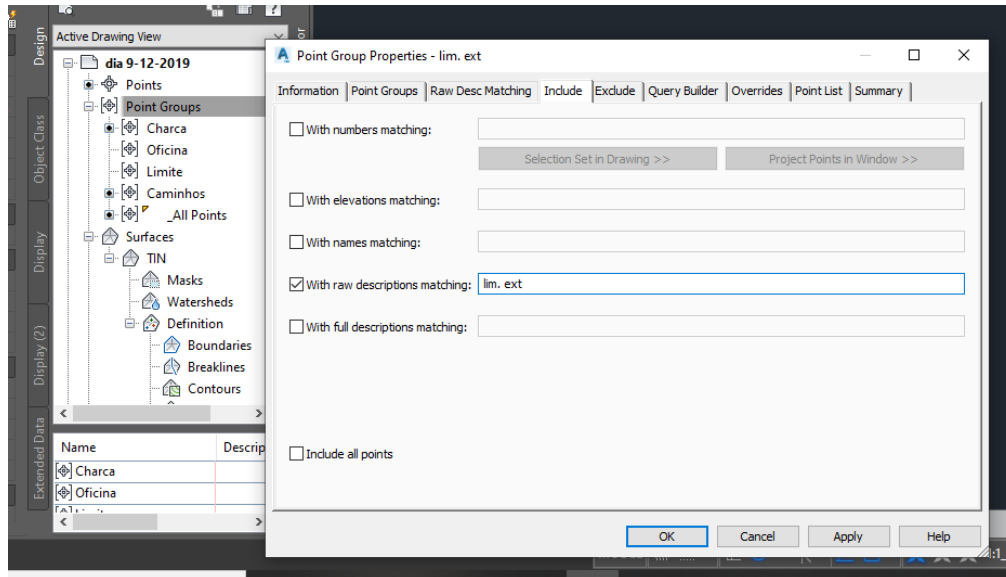 Active Drawing View
dia 9-12-2019
Points
Point Groups
Charca
Oficina
Limite
Caminhos
_All Points
Surfaces
TIN
Masks
Watersheds
Definition
Boundaries
Breaklines
Contours
Name Descrip
Charca
Oficina
Design
Object Class
Display
Display (2)
Extended Data
Point Group Properties - lim. ext
Information Point Groups Raw Desc Matching Include Exclude Query Builder Overrides Point List Summary
With numbers matching:
Selection Set in Drawing >> Project Points in Window >>
With elevations matching:
With names matching:
With raw descriptions matching: lim. ext
With full descriptions matching:
Include all points
OK Cancel Apply Help